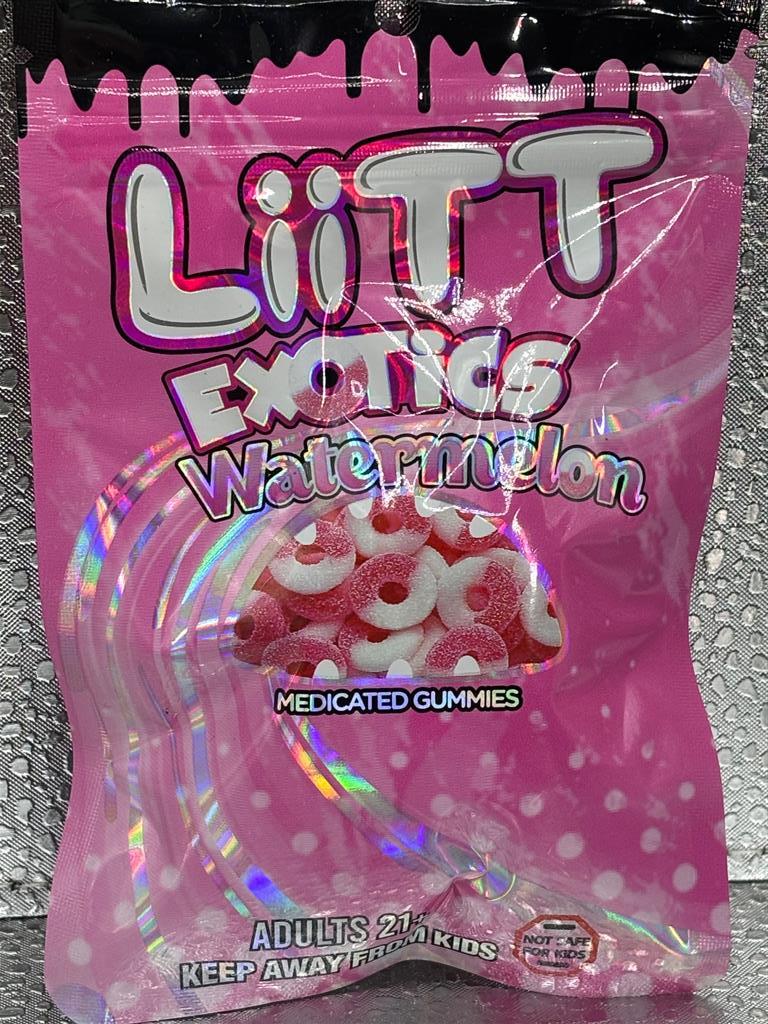 LiiTT
EXOTiCS
Watermelon
MEDICATED GUMMIES
ADULTS 21+
KEEP AWAY FROM KIDS
NOT SAFE
FOR KIDS